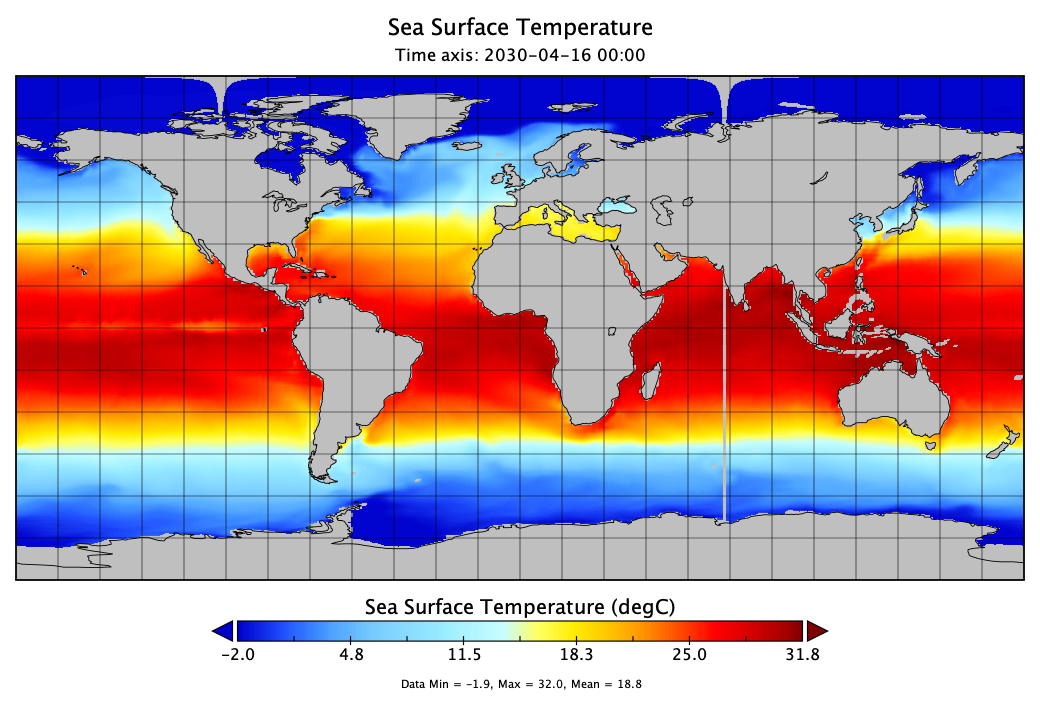 Sea Surface Temperature
Time axis: 2030-04-16 00:00
Sea Surface Temperature (degC)
-2.0 4.8 11.5 18.3 25.0 31.8
Data Min = -1.9, Max = 32.0, Mean = 18.8